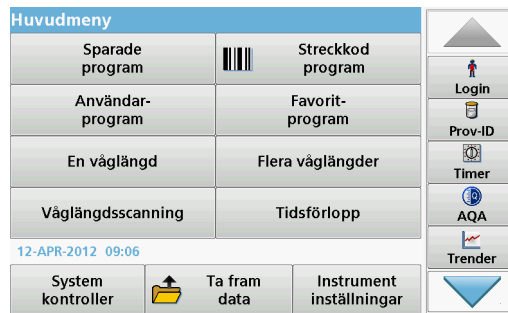 Huvudmeny
Sparade
program
Streckkod
program
Användar-
program
Favorit-
program
En våglängd
Flera våglängder
Våglängdsscanning
Tidsförlopp
12-APR-2012 09:06
System
kontroller
Ta fram
data
Instrument
inställningar
Login
Prov-ID
Timer
AQA
Trender